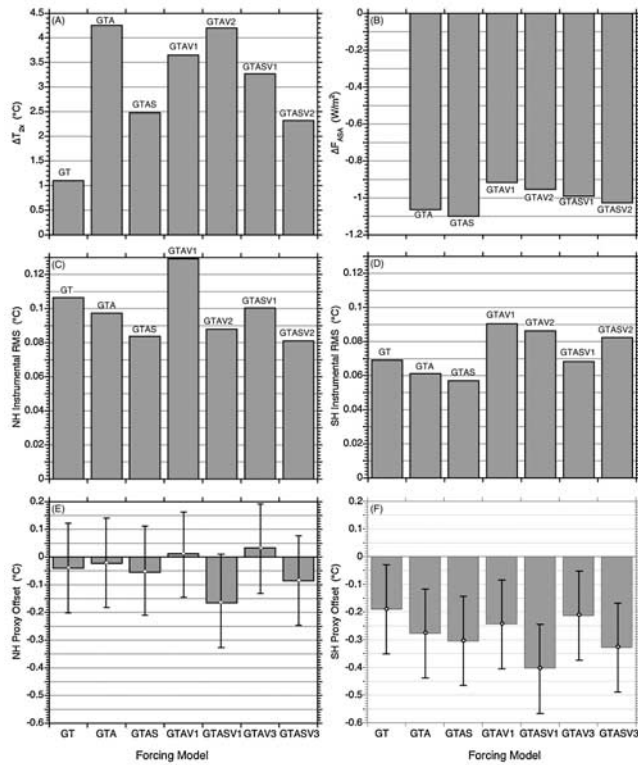 (A)
4.5
4
3.5
3
2.5
2
1.5
1
0.5
0
ΔT2x (°C)
GT
GTA
GTAS
GTAV1
GTAV2
GTASV1
GTASV2
(B)
-0
-0.2
-0.4
-0.6
-0.8
-1
-1.2
ΔFASA (W/m²)
GTA
GTAS
GTAV1
GTAV2
GTASV1
GTASV2
(C)
0.12
0.1
0.08
0.06
0.04
0.02
0
NH Instrumental RMS (°C)
GT
GTA
GTAS
GTAV1
GTAV2
GTASV1
GTASV2
(D)
0.12
0.1
0.08
0.06
0.04
0.02
0
SH Instrumental RMS (°C)
GT
GTA
GTAS
GTAV1
GTAV2
GTASV1
GTASV2
(E)
0.2
0.1
0
-0.1
-0.2
-0.3
-0.4
-0.5
-0.6
NH Proxy Offset (°C)
GT GTA GTAS GTAV1 GTASV1 GTAV3 GTASV3
Forcing Model
(F)
0.2
0.1
0
-0.1
-0.2
-0.3
-0.4
-0.5
-0.6
SH Proxy Offset (°C)
GT GTA GTAS GTAV1 GTASV1 GTAV3 GTASV3
Forcing Model